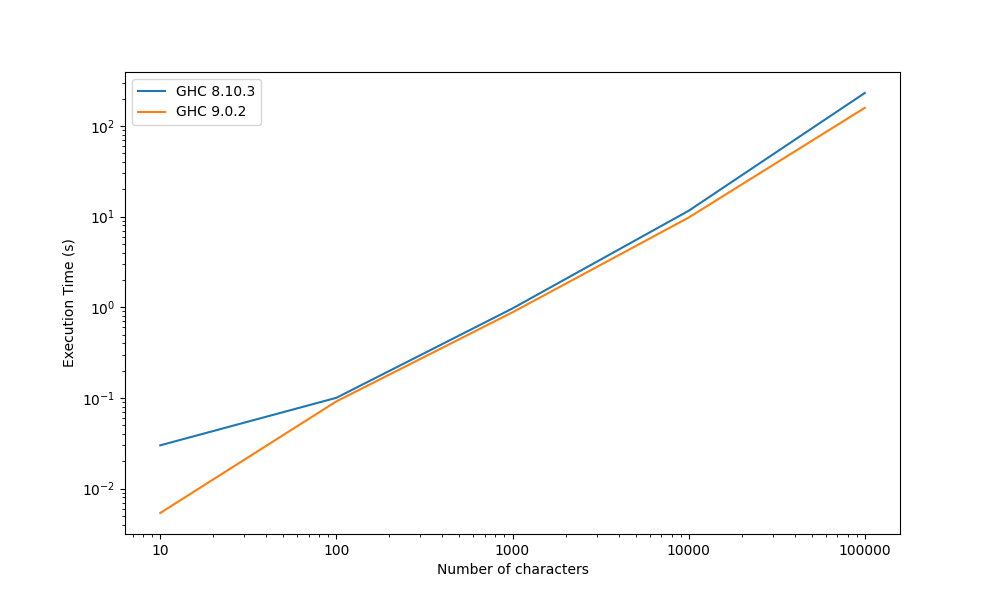 GHC 8.10.3
GHC 9.0.2
10²
10¹
10⁰
10⁻¹
10⁻²
Execution Time (s)
10 100 1000 10000 100000
Number of characters